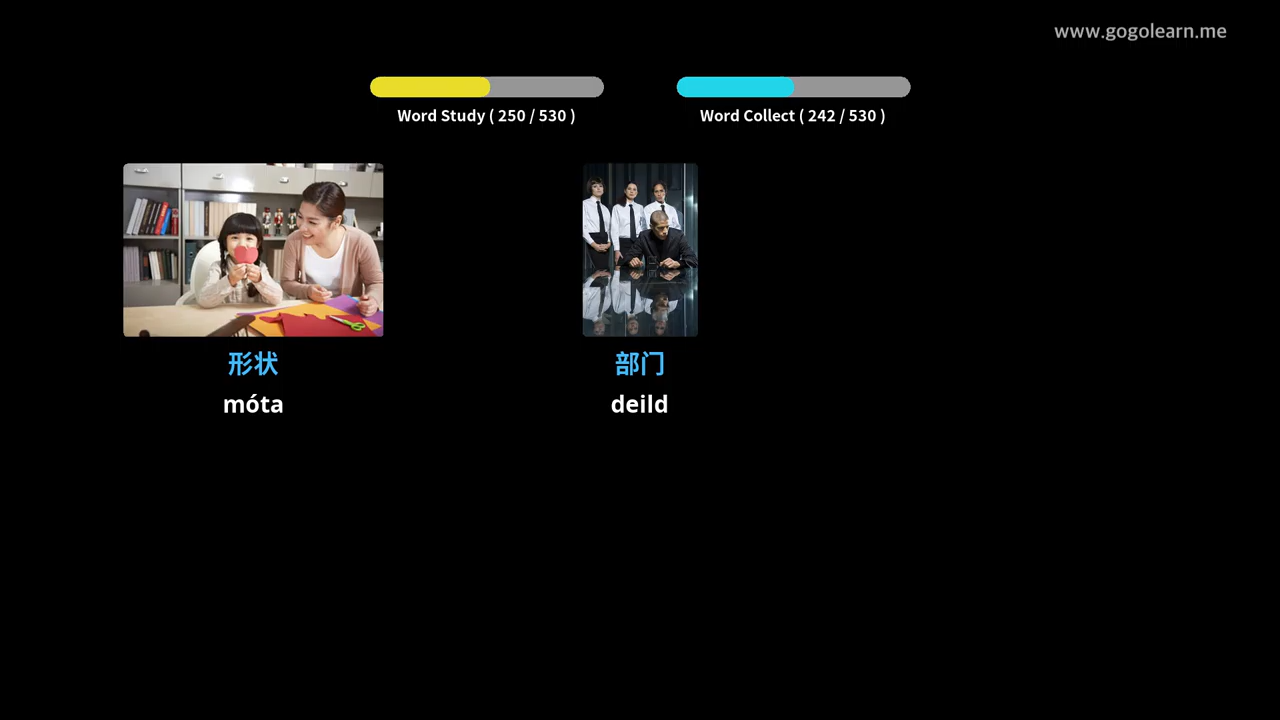 www.gogolearn.me
Word Study ( 250 / 530 )
Word Collect ( 242 / 530 )
形状
móta
部门
deild